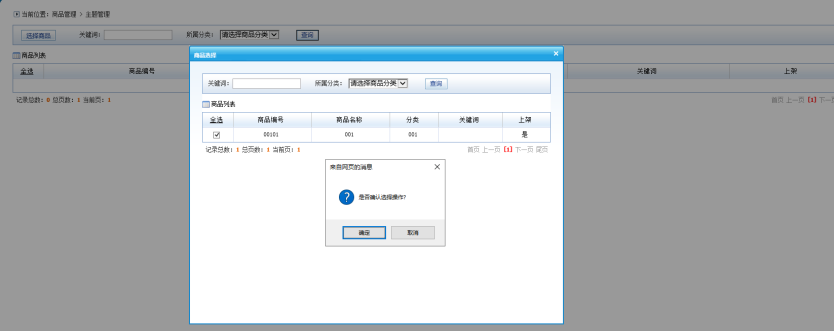 当前位置：商品管理 > 主题管理
选择商品 关键词： 所属分类： 请选择商品分类 查询
商品列表
全选 商品编号 关键词 上架
记录总数：0 总页数：1 当前页：1 首页 上一页 [1] 下一页
商品选择 ×
关键词： 所属分类： 请选择商品分类 查询
商品列表
全选 商品编号 商品名称 分类 关键词 上架
00101 001 001 是
记录总数：1 总页数：1 当前页：1 首页 上一页 [1] 下一页 尾页
来自网页的消息 ×
? 是否确认选择操作?
确定 取消